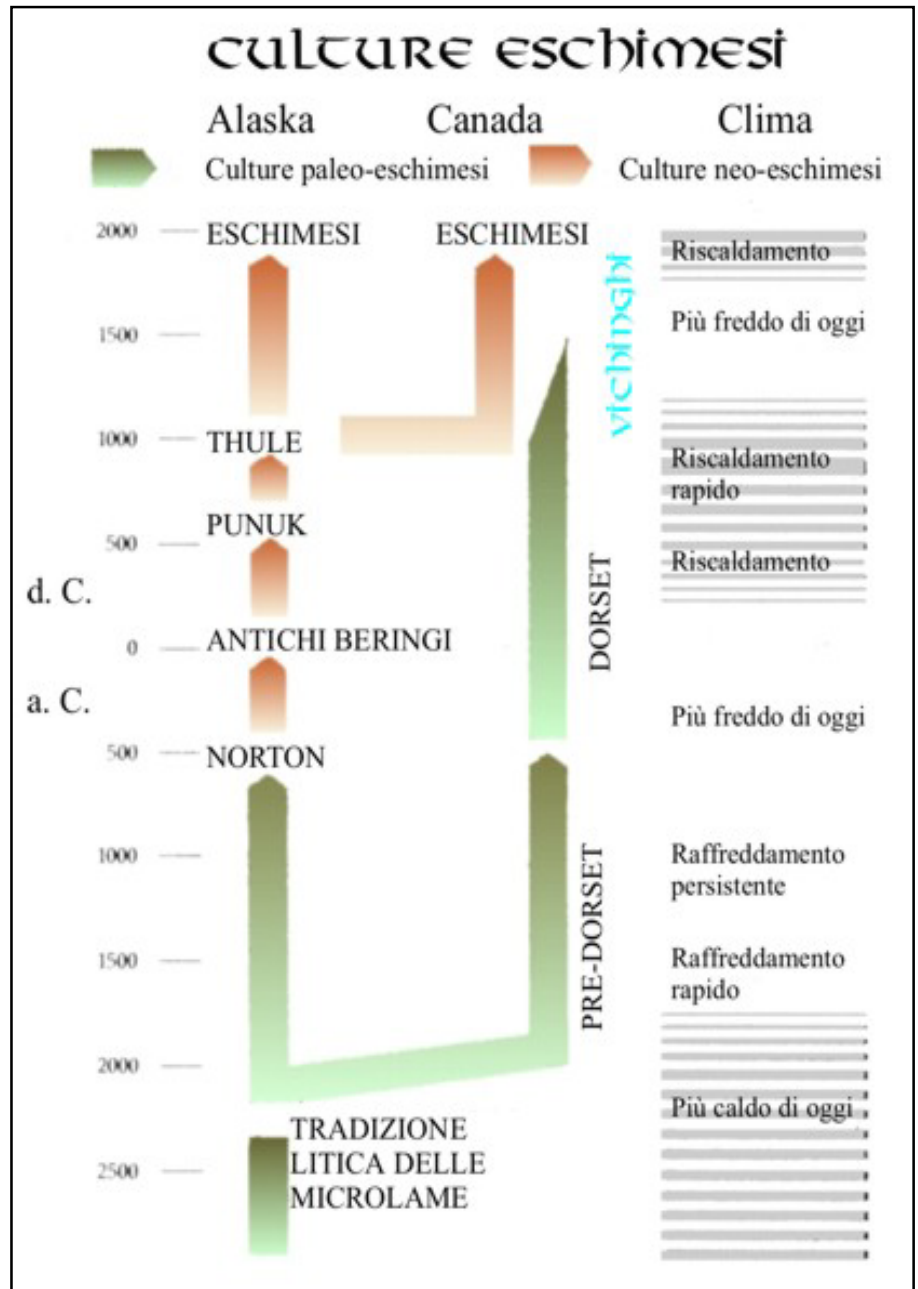 CULTURE ESCHIMESI
Alaska Canada Clima
Culture paleo-eschimesi Culture neo-eschimesi
2000 ESCHIMESI ESCHIMESI
Riscaldamento
vichinghi
Più freddo di oggi
1500
1000 THULE
Riscaldamento
rapido
PUNUK
500
Riscaldamento
d. C.
DORSET
0 ANTICHI BERINGI
a. C.
Più freddo di oggi
500 NORTON
1000
Raffreddamento
persistente
PRE-DORSET
1500
Raffreddamento
rapido
2000
Più caldo di oggi
TRADIZIONE
LITICA DELLE
MICROLAME
2500